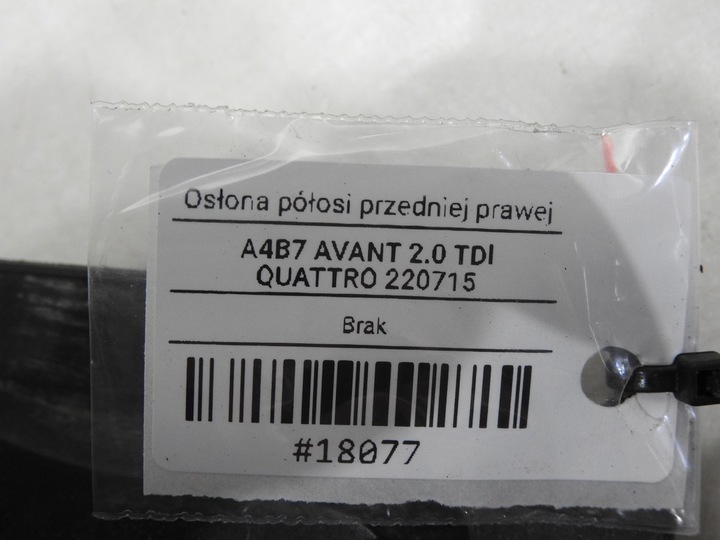 Osłona półosi przedniej prawej
A4B7 AVANT 2.0 TDI
QUATTRO 220715
Brak
#18077